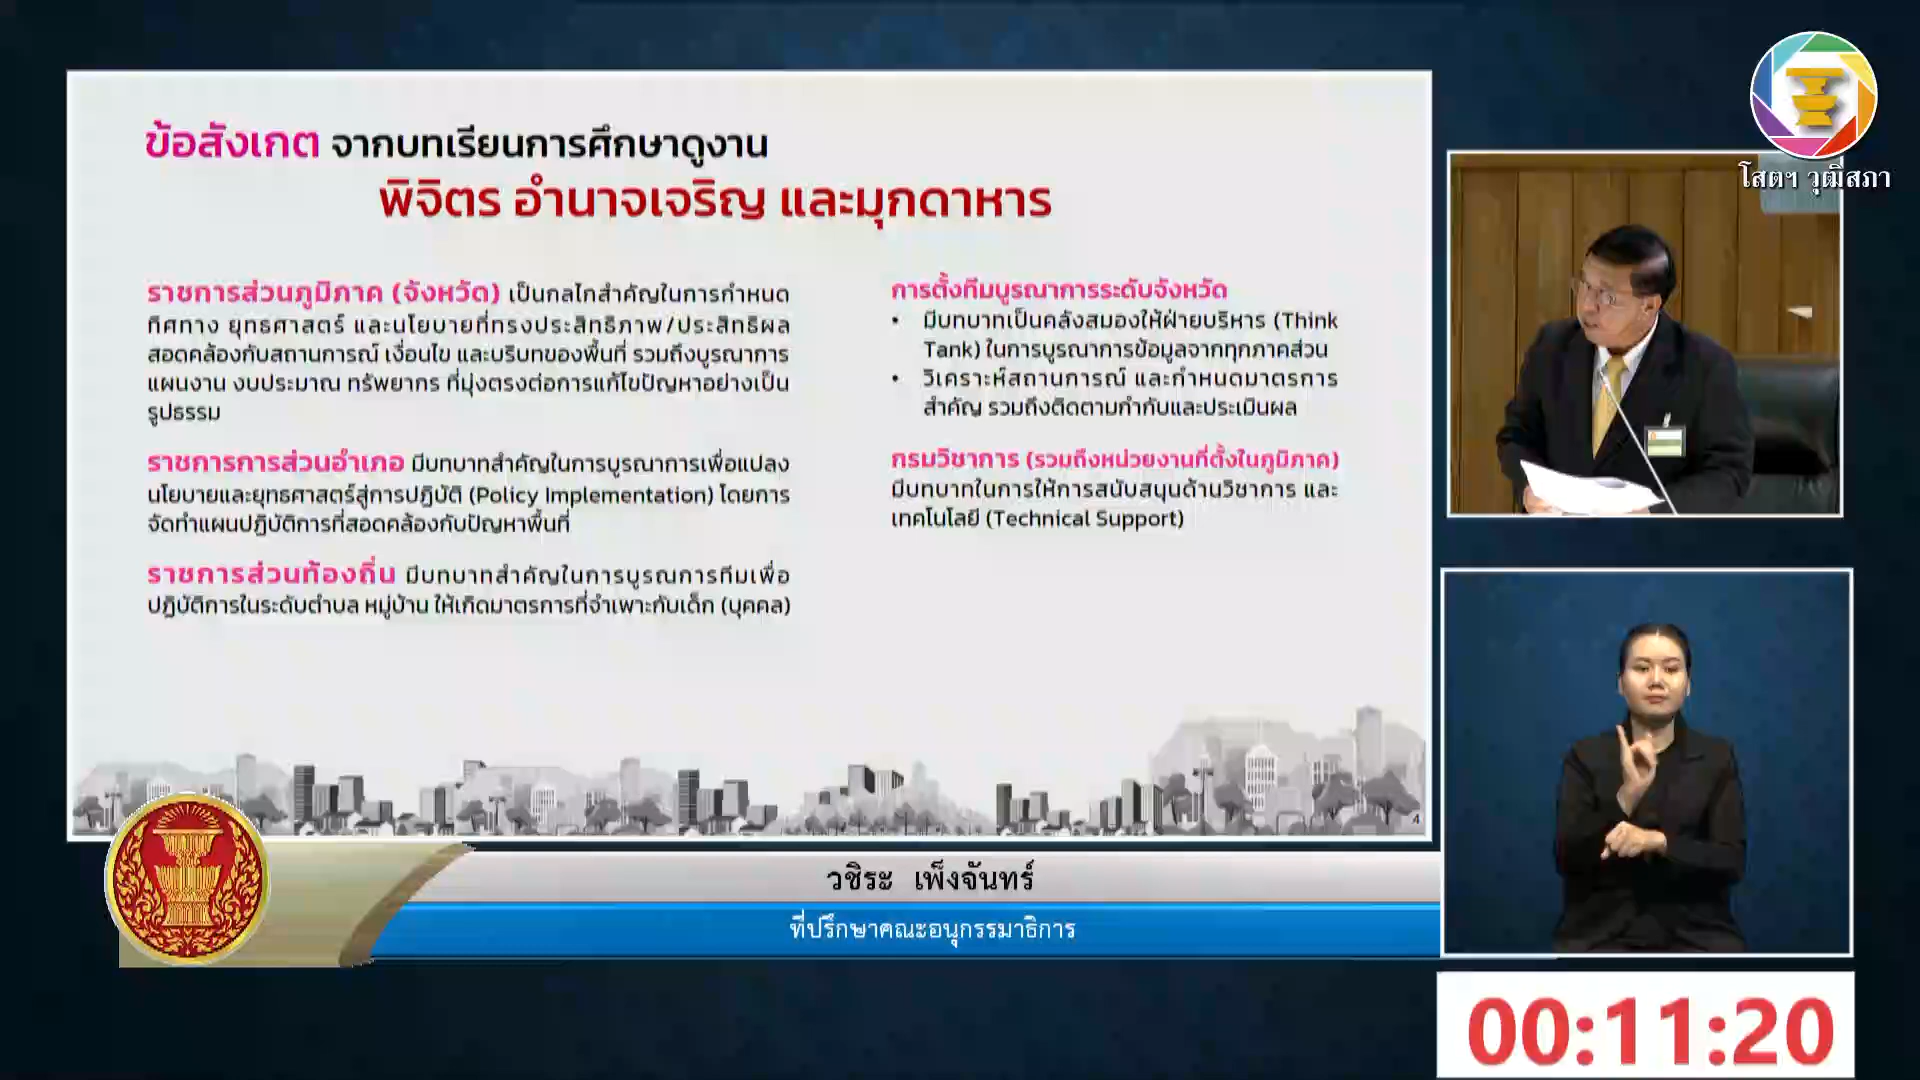 ข้อสังเกต จากบทเรียนการศึกษาดูงาน
พิจิตร อำนาจเจริญ และมุกดาหาร
ราชการส่วนภูมิภาค (จังหวัด) เป็นกลไกสำคัญในการกำหนด
ทิศทาง ยุทธศาสตร์ และนโยบายที่ทรงประสิทธิภาพ/ประสิทธิผล
สอดคล้องกับสถานการณ์ เงื่อนไข และบริบทของพื้นที่ รวมถึงบูรณาการ
แผนงาน งบประมาณ ทรัพยากร ที่มุ่งตรงต่อการแก้ไขปัญหาอย่างเป็น
รูปธรรม
ราชการการส่วนอำเภอ มีบทบาทสำคัญในการบูรณาการเพื่อแปลง
นโยบายและยุทธศาสตร์สู่การปฏิบัติ (Policy Implementation) โดยการ
จัดทำแผนปฏิบัติการที่สอดคล้องกับปัญหาพื้นที่
ราชการส่วนท้องถิ่น มีบทบาทสำคัญในการบูรณการทีมเพื่อ
ปฏิบัติการในระดับตำบล หมู่บ้าน ให้เกิดมาตรการที่จำเพาะกับเด็ก (บุคคล)
การตั้งทีมบูรณาการระดับจังหวัด
• มีบทบาทเป็นคลังสมองให้ฝ่ายบริหาร (Think
Tank) ในการบูรณาการข้อมูลจากทุกภาคส่วน
• วิเคราะห์สถานการณ์ และกำหนดมาตรการ
สำคัญ รวมถึงติดตามกำกับและประเมินผล
กรมวิชาการ (รวมถึงหน่วยงานที่ตั้งในภูมิภาค)
มีบทบาทในการให้การสนับสนุนด้านวิชาการ และ
เทคโนโลยี (Technical Support)
4
โสตฯ วุฒิสภา
วชิระ เพ็งจันทร์
ที่ปรึกษาคณะอนุกรรมาธิการ
00:11:20